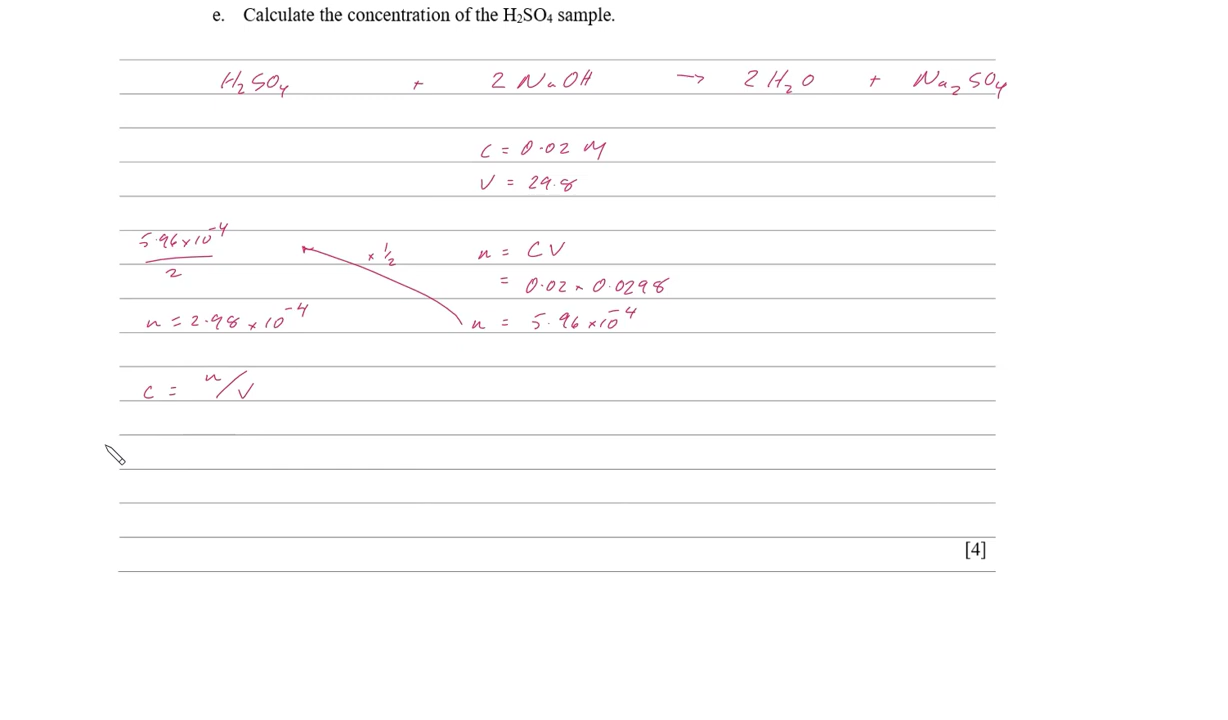 e. Calculate the concentration of the H₂SO₄ sample.
H₂SO₄ + 2 NaOH → 2 H₂O + Na₂SO₄
C = 0.02 M
V = 29.8
5.96 × 10⁻⁴ / 2
× 1/2
n = CV
= 0.02 × 0.0298
n = 2.98 × 10⁻⁴
n = 5.96 × 10⁻⁴
C = n/V
[4]